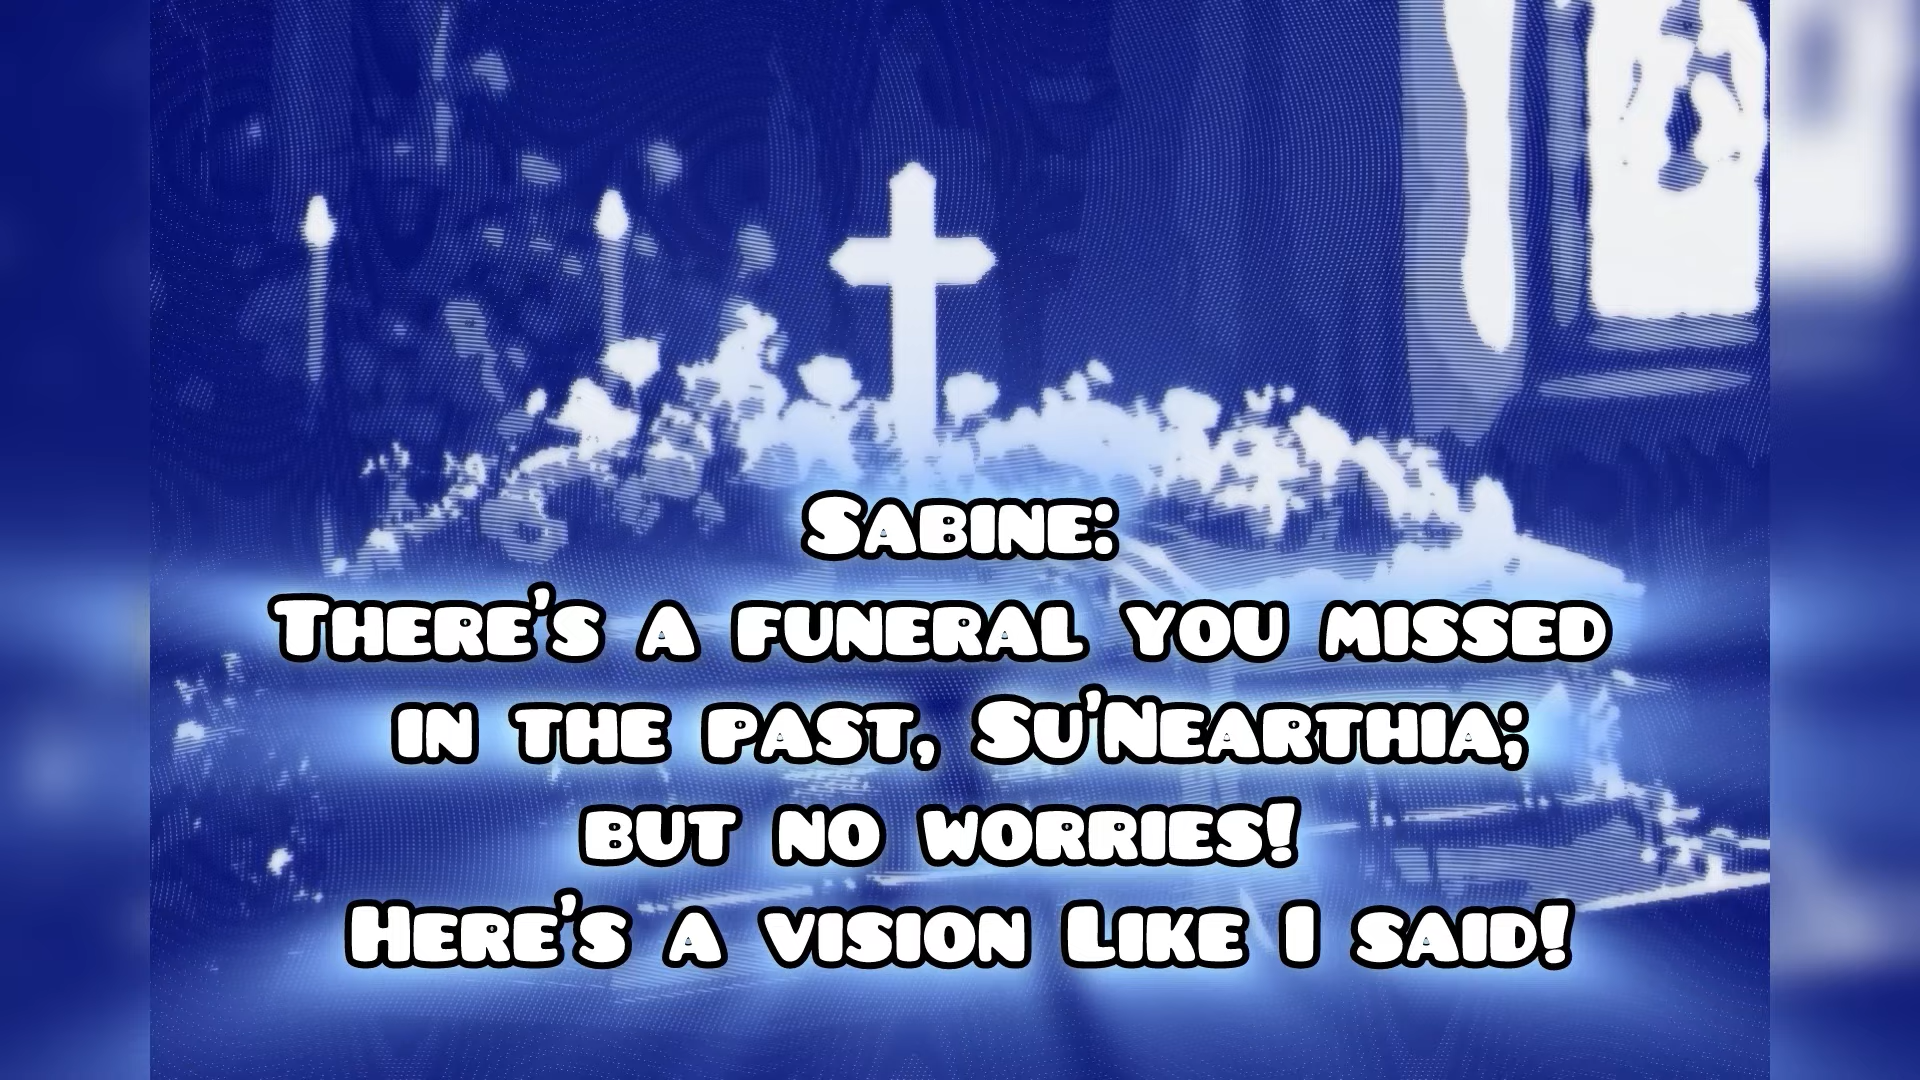 Sabine:
There's a funeral you missed
in the past, Su'Nearthia;
but no worries!
Here's a vision Like I said!